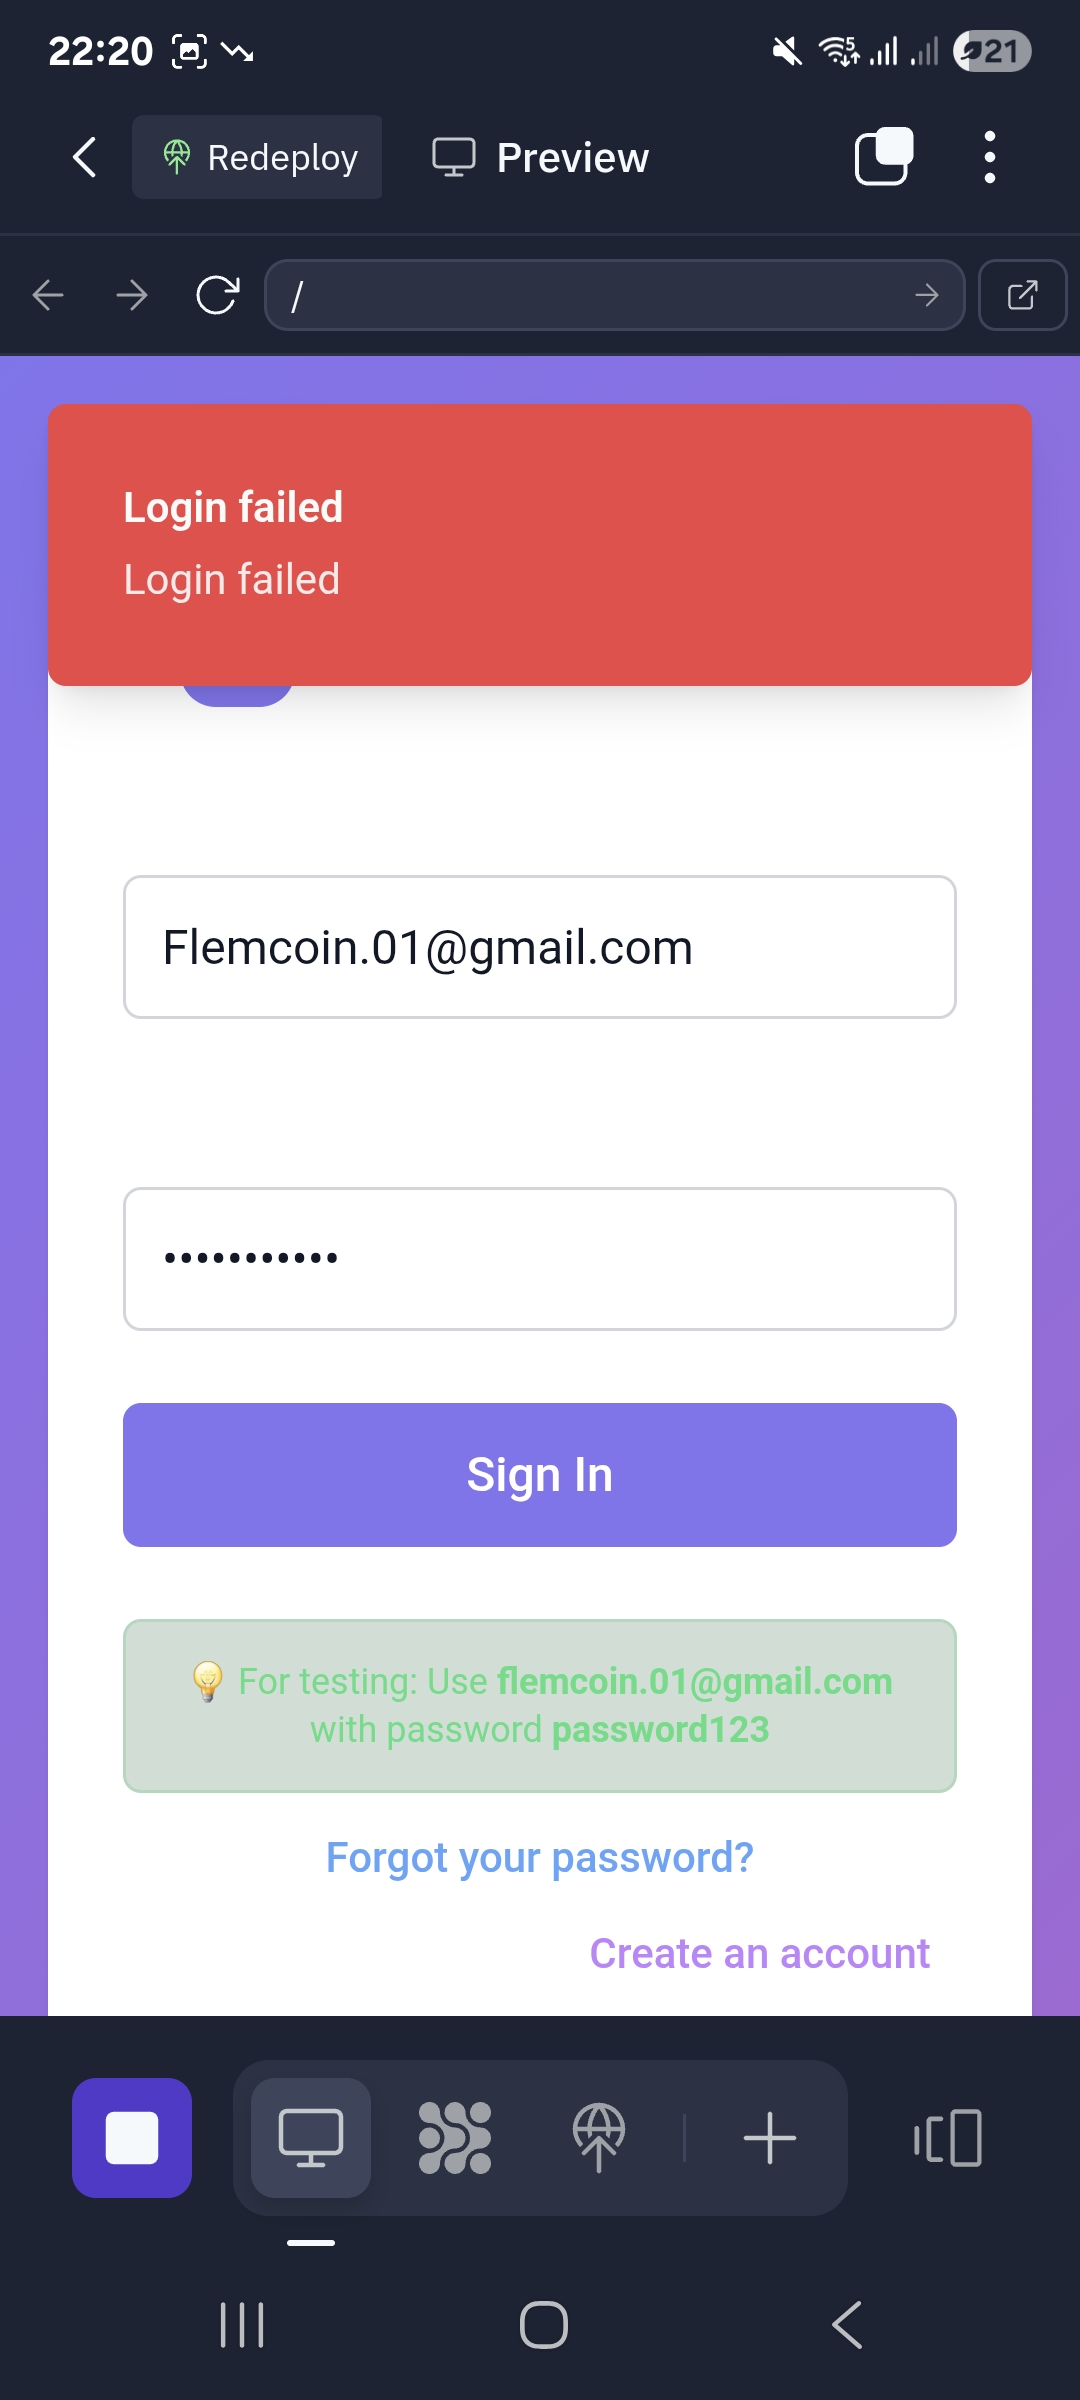 22:20
5
21
Redeploy
Preview
/
Login failed
Login failed
Flemcoin.01@gmail.com
•••••••••••
Sign In
💡 For testing: Use flemcoin.01@gmail.com
with password password123
Forgot your password?
Create an account